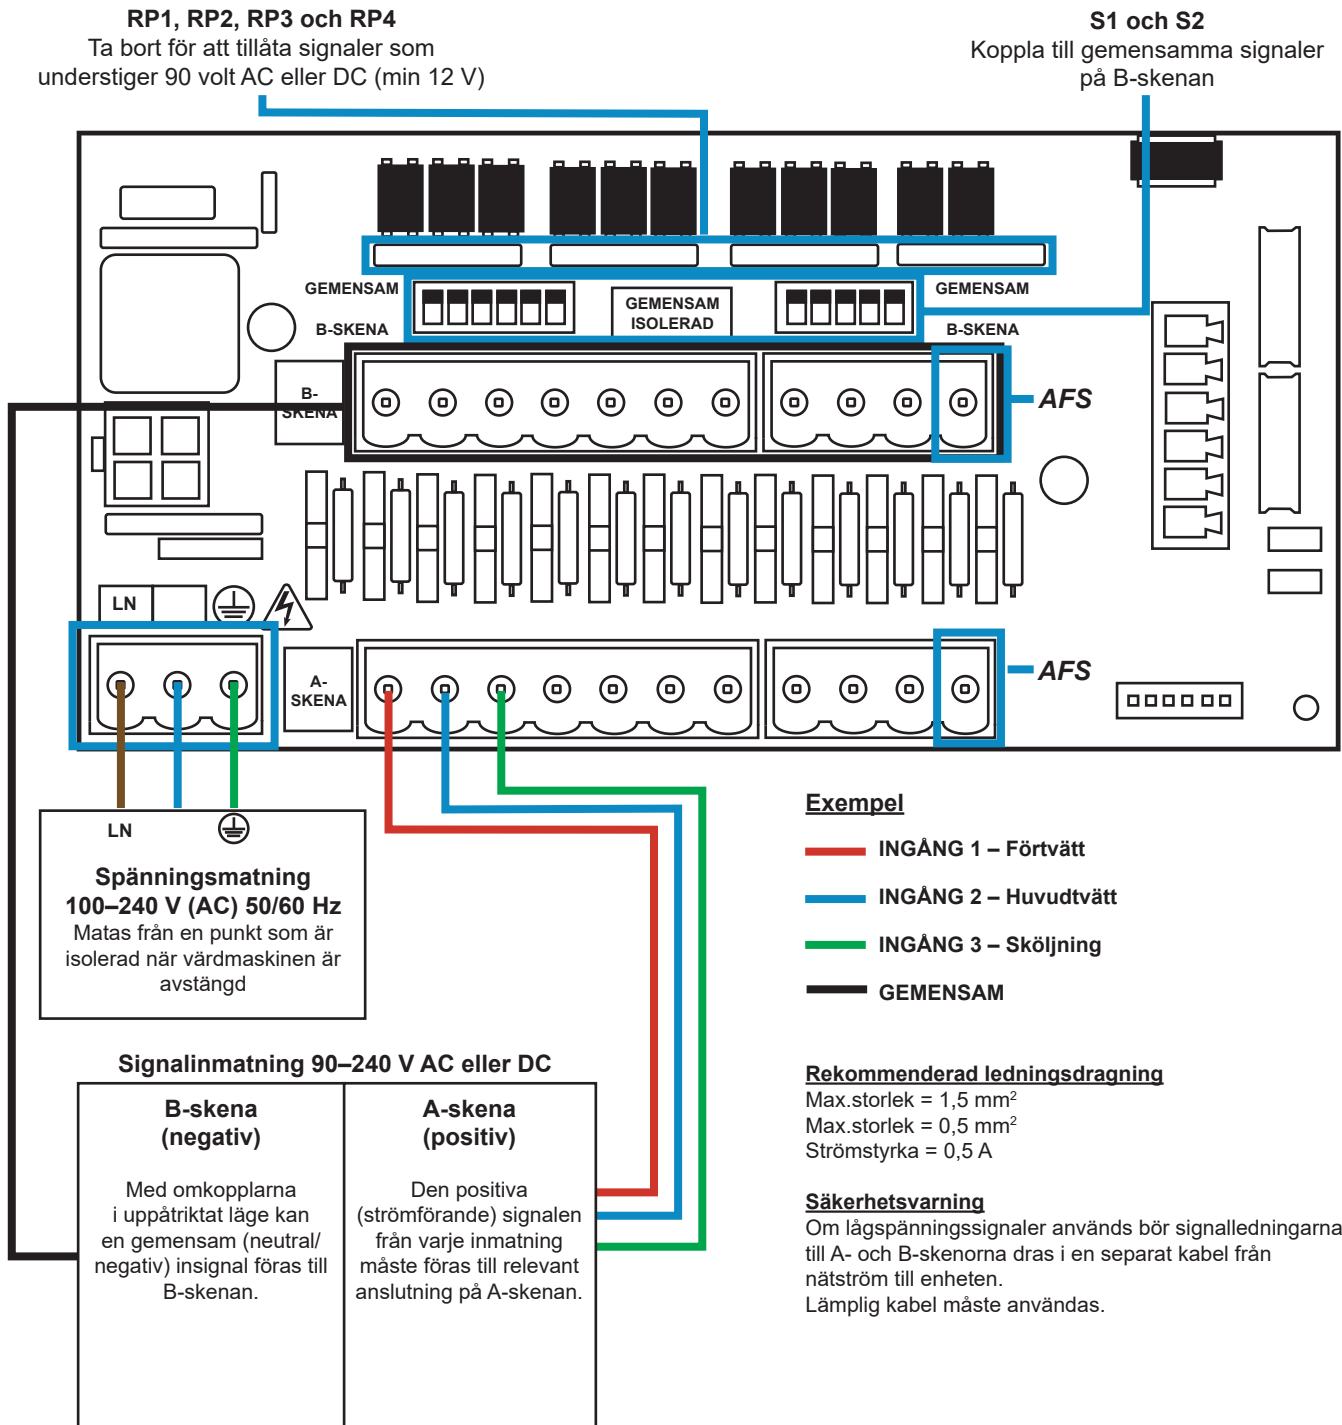 RP1, RP2, RP3 och RP4
Ta bort för att tillåta signaler som
understiger 90 volt AC eller DC (min 12 V)
S1 och S2
Koppla till gemensamma signaler
på B-skenan
GEMENSAM
GEMENSAM
ISOLERAD
GEMENSAM
B-SKENA
B-SKENA
B-
SKENA
AFS
LN
A-
SKENA
AFS
LN
Spänningsmatning
100–240 V (AC) 50/60 Hz
Matas från en punkt som är
isolerad när värdmaskinen är
avstängd
Exempel
INGÅNG 1 – Förtvätt
INGÅNG 2 – Huvudtvätt
INGÅNG 3 – Sköljning
GEMENSAM
Signalinmatning 90–240 V AC eller DC
B-skena
(negativ)
Med omkopplarna
i uppåtriktat läge kan
en gemensam (neutral/
negativ) insignal föras till
B-skenan.
A-skena
(positiv)
Den positiva
(strömförande) signalen
från varje inmatning
måste föras till relevant
anslutning på A-skenan.
Rekommenderad ledningsdragning
Max.storlek = 1,5 mm²
Max.storlek = 0,5 mm²
Strömstyrka = 0,5 A
Säkerhetsvarning
Om lågspänningssignaler används bör signalledningarna
till A- och B-skenorna dras i en separat kabel från
nätström till enheten.
Lämplig kabel måste användas.